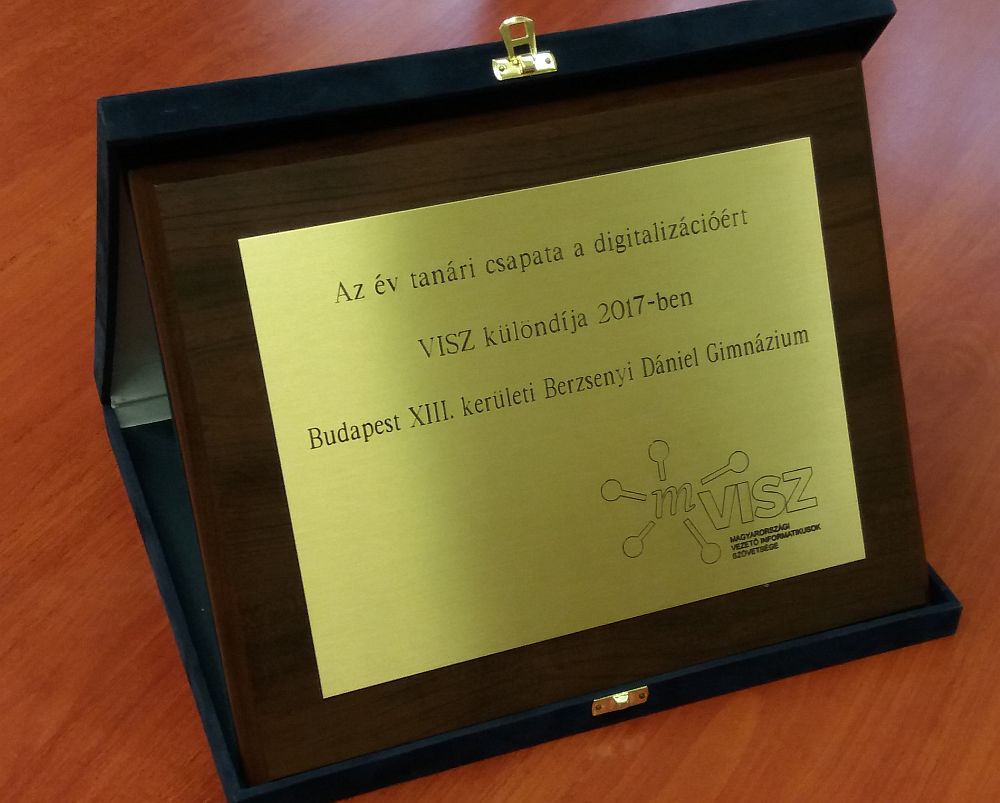 Az év tanári csapata a digitalizációért
VISZ különdíja 2017-ben
Budapest XIII. kerületi Berzsenyi Dániel Gimnázium
m VISZ
MAGYARORSZÁGI
VEZETŐ INFORMATIKUSOK
SZÖVETSÉGE